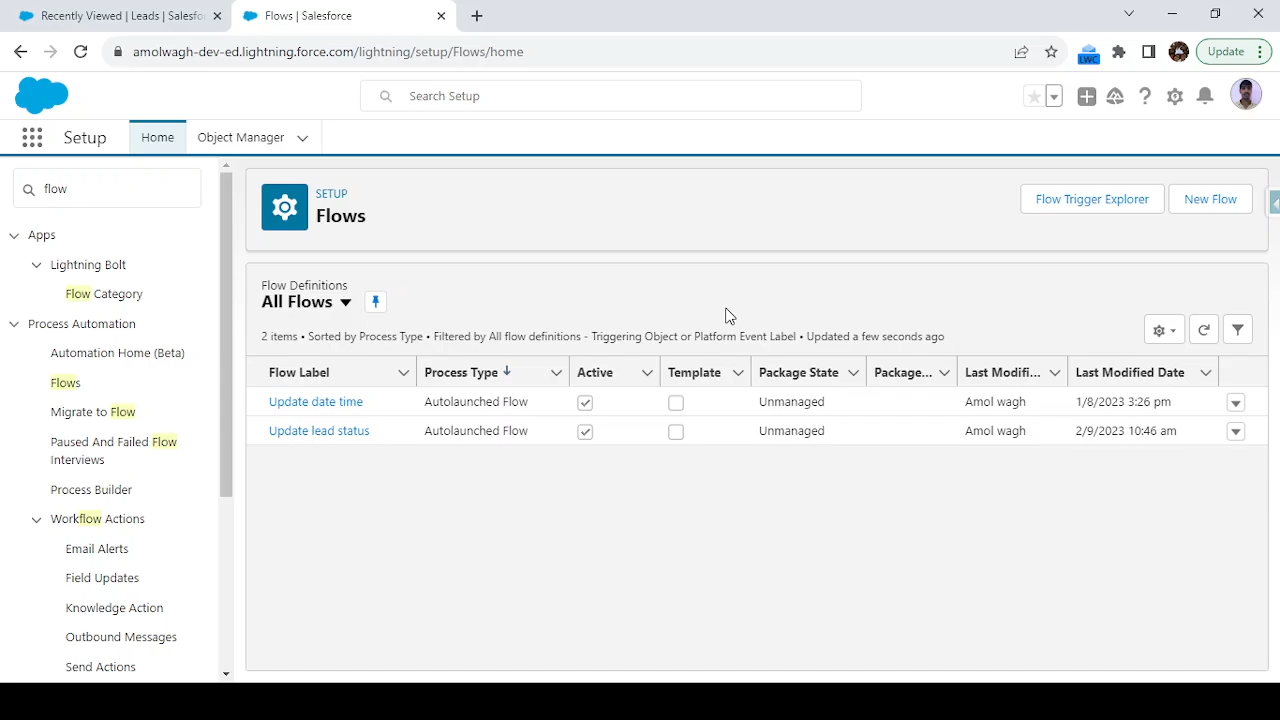 Recently Viewed | Leads | Salesfo
Flows | Salesforce
amolwagh-dev-ed.lightning.force.com/lightning/setup/Flows/home
LWC
Update
Search Setup
Setup
Home
Object Manager
flow
Apps
Lightning Bolt
Flow Category
Process Automation
Automation Home (Beta)
Flows
Migrate to Flow
Paused And Failed Flow
Interviews
Process Builder
Workflow Actions
Email Alerts
Field Updates
Knowledge Action
Outbound Messages
Send Actions
SETUP
Flows
Flow Trigger Explorer
New Flow
Flow Definitions
All Flows
2 items • Sorted by Process Type • Filtered by All flow definitions - Triggering Object or Platform Event Label • Updated a few seconds ago
Flow Label Process Type Active Template Package State Package... Last Modifi... Last Modified Date
Update date time Autolaunched Flow Unmanaged Amol wagh 1/8/2023 3:26 pm
Update lead status Autolaunched Flow Unmanaged Amol wagh 2/9/2023 10:46 am